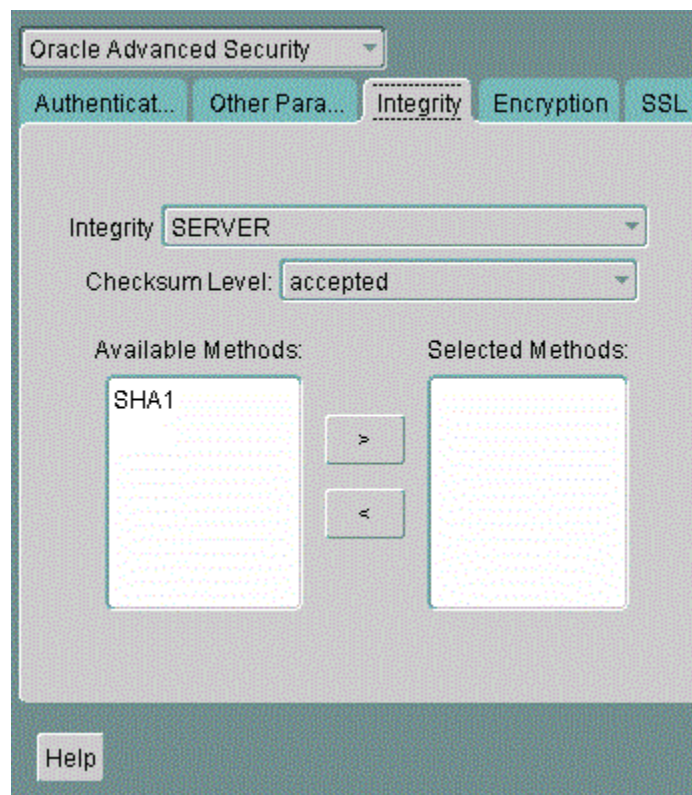 Oracle Advanced Security
Authenticat... Other Para... Integrity Encryption SSL
Integrity SERVER
Checksum Level: accepted
Available Methods: Selected Methods:
SHA1
>
<
Help